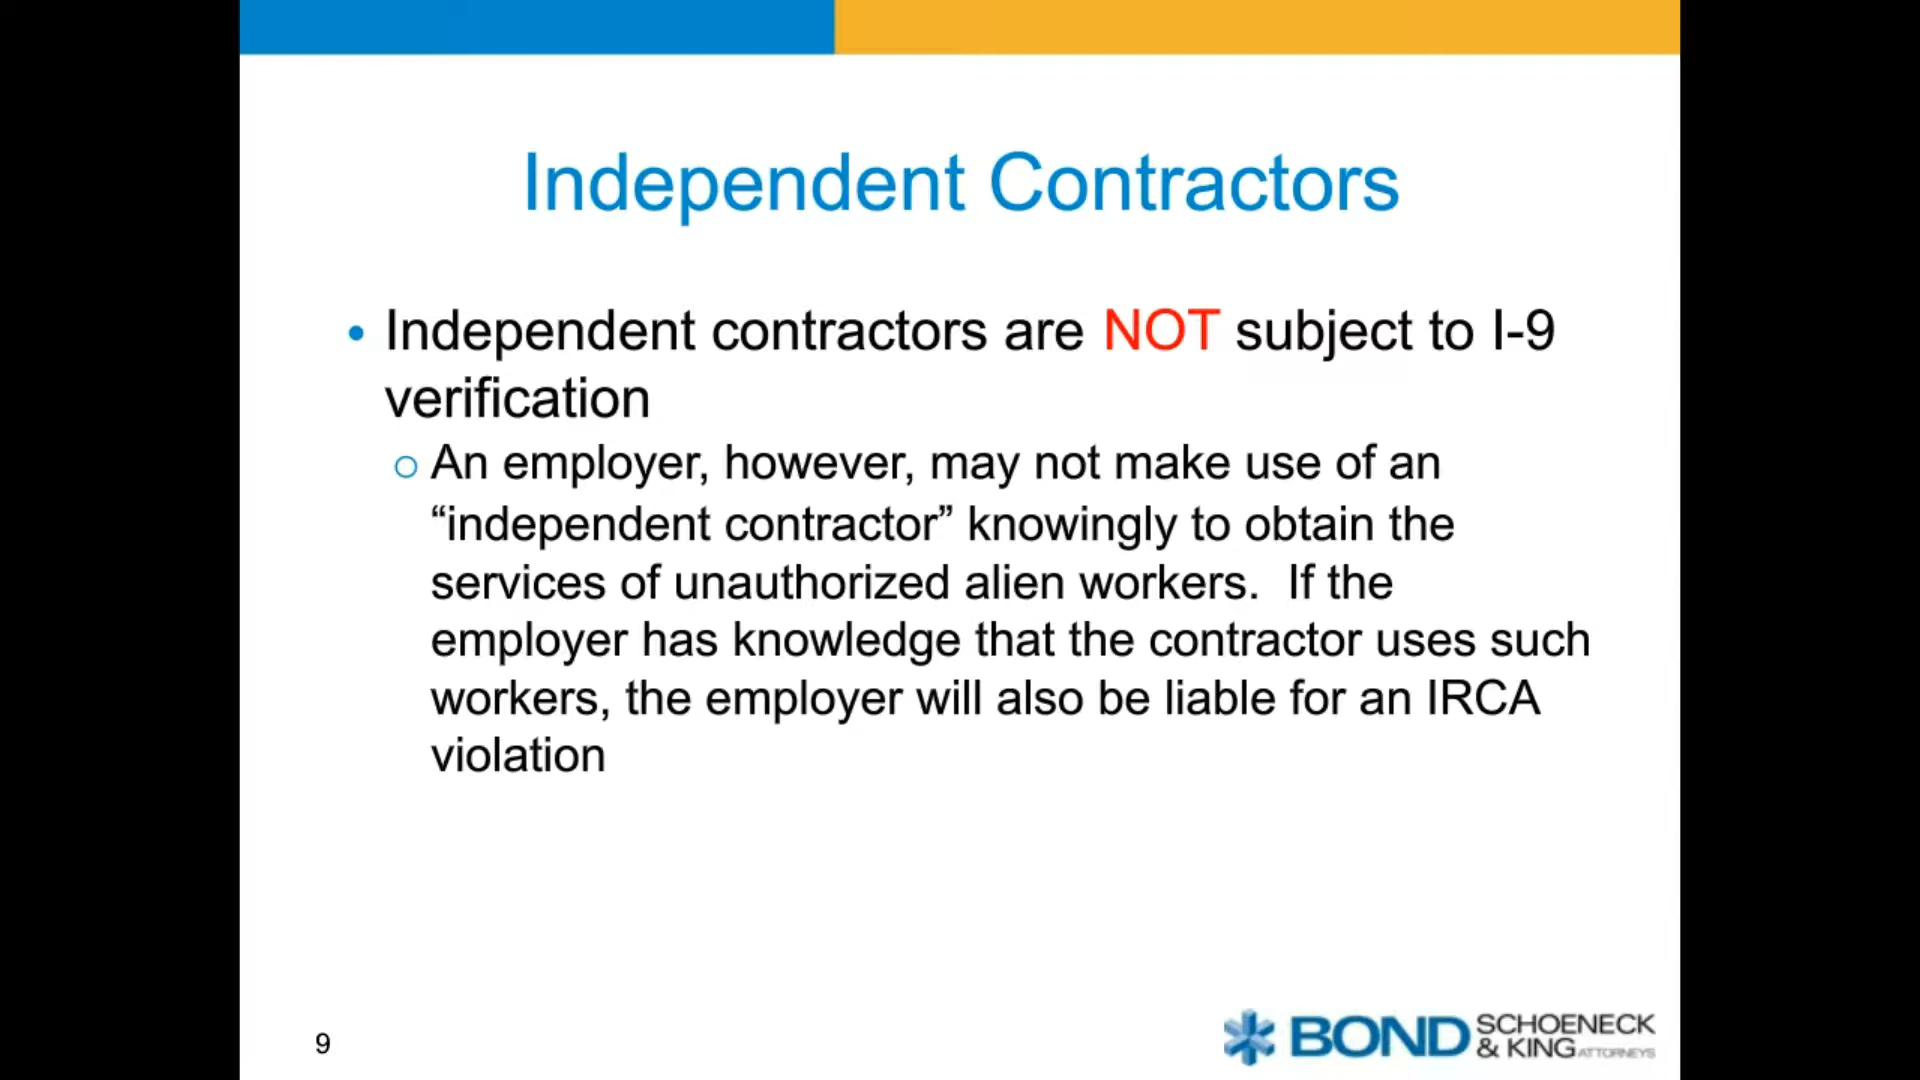 Independent Contractors
• Independent contractors are NOT subject to I-9
verification
○ An employer, however, may not make use of an
“independent contractor” knowingly to obtain the
services of unauthorized alien workers.  If the
employer has knowledge that the contractor uses such
workers, the employer will also be liable for an IRCA
violation
9
BOND SCHOENECK
& KING ATTORNEYS